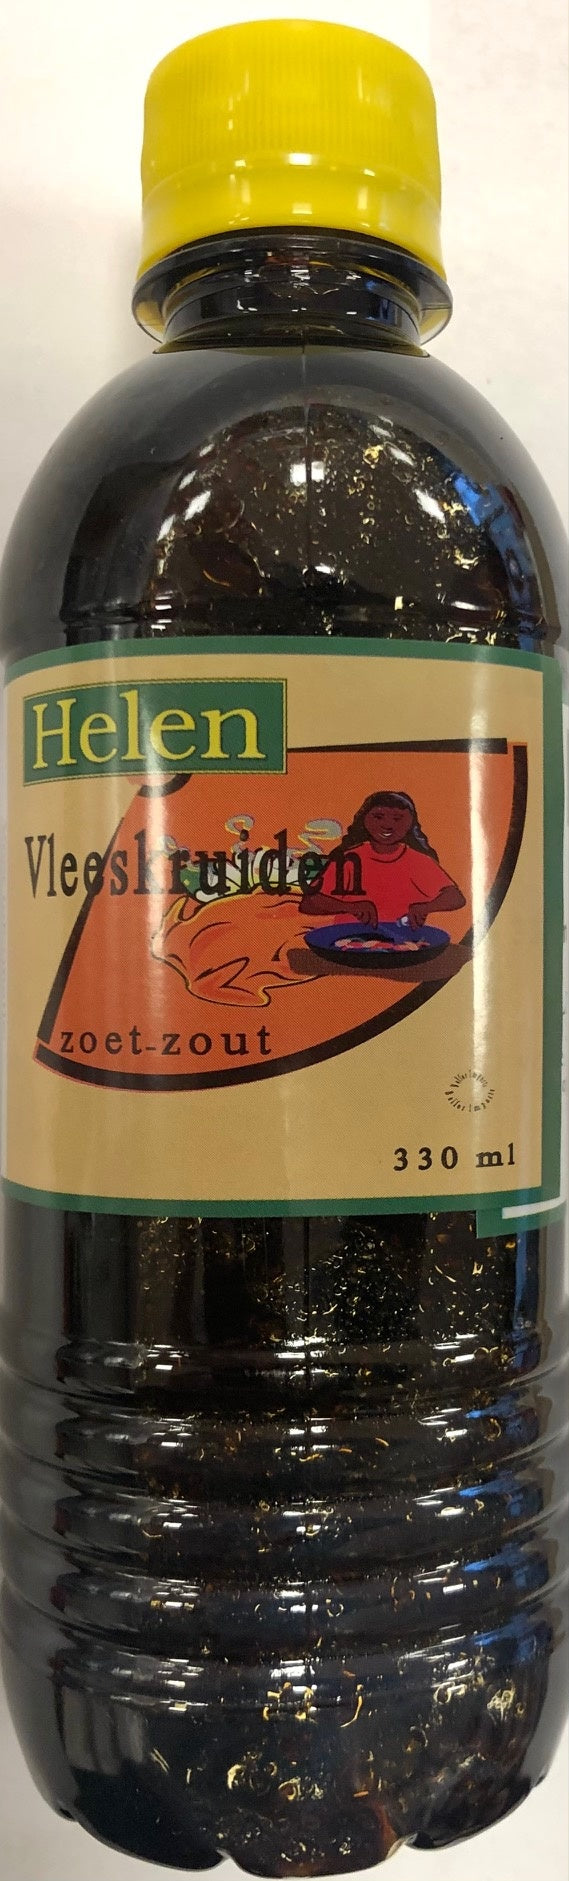 Helen
Vleeskruiden
zoet-zout
330 ml